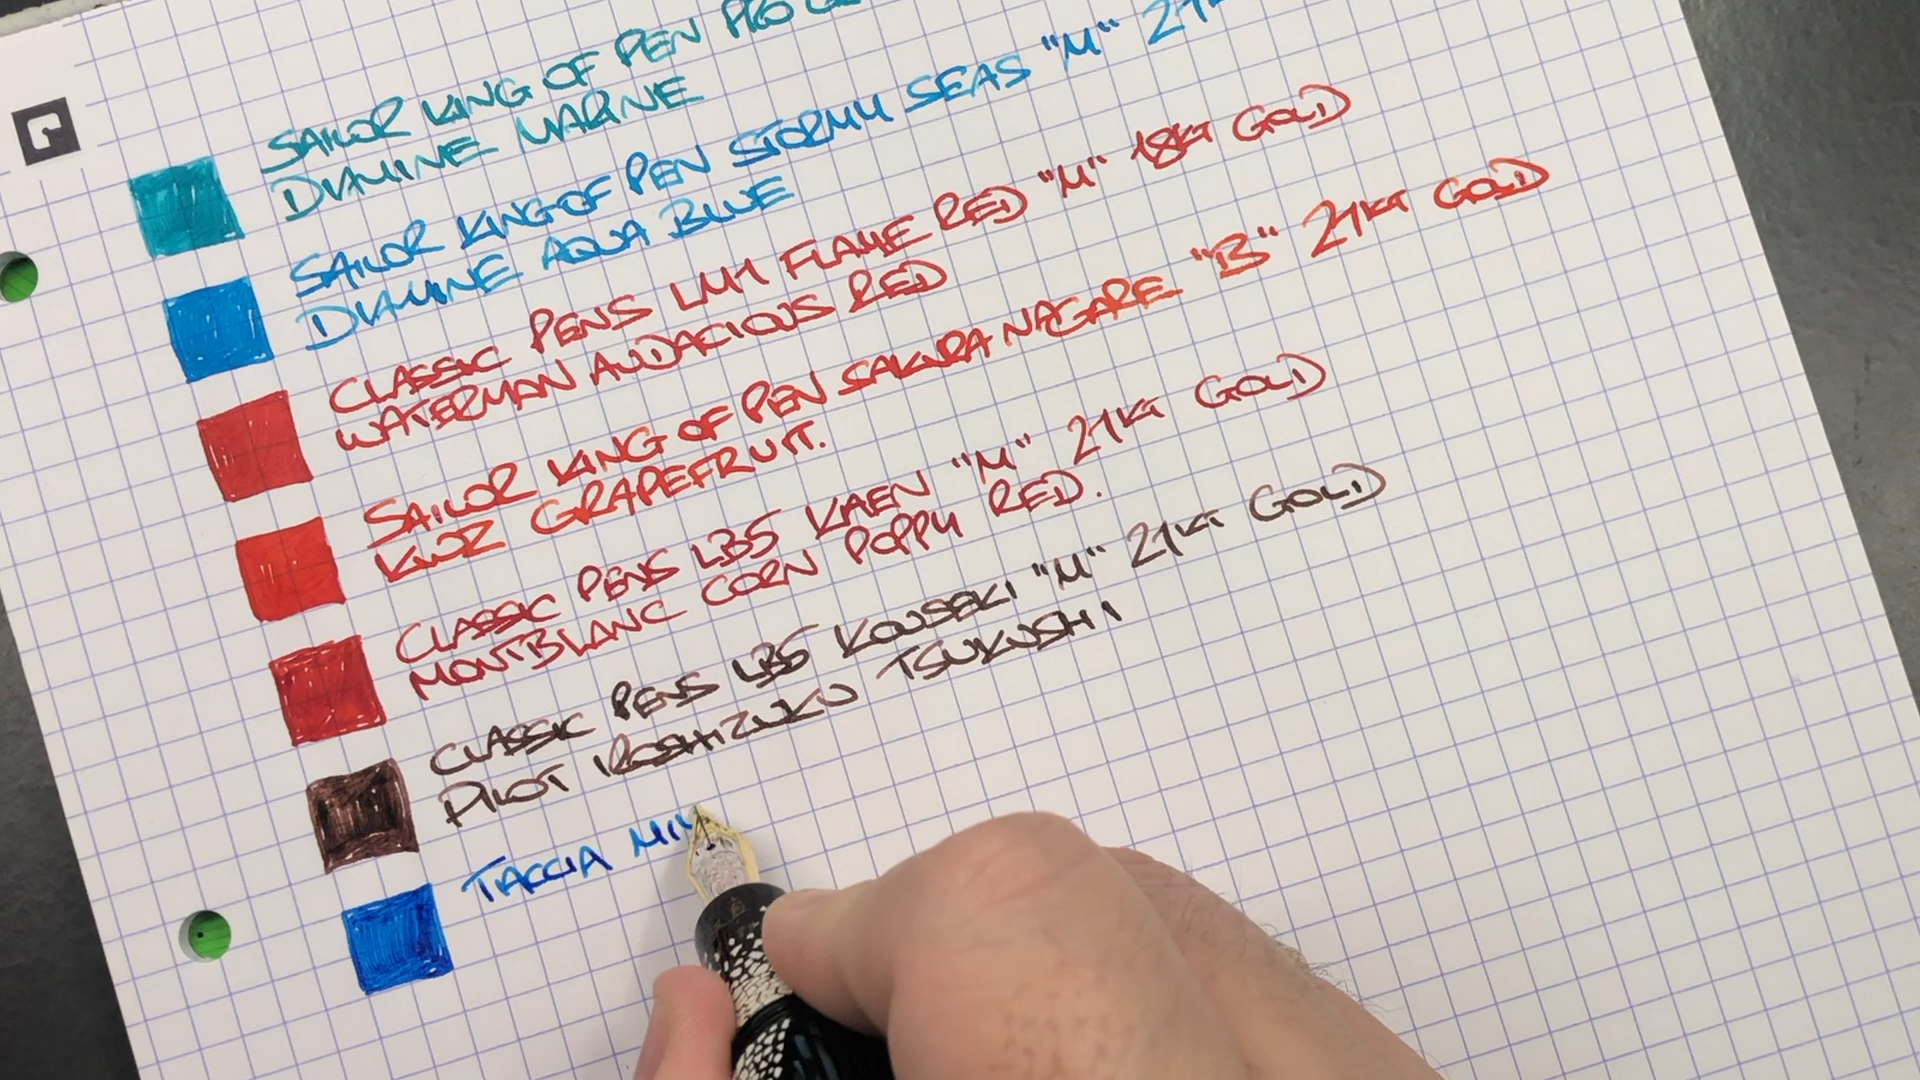 SAILOR KING OF PEN PRO
DIAMINE MARINE
SAILOR KING OF PEN STORMY SEAS "M" 21K
DIAMINE AQUA BLUE
CLASSIC PENS LM1 FLAME RED "M" 18KT GOLD
WATERMAN AUDACIOUS RED
SAILOR KING OF PEN SAKURA NAGARE "B" 21KT GOLD
KWZ GRAPEFRUIT.
CLASSIC PENS LB5 KAEN "M" 21KT GOLD
MONTBLANC CORN POPPY RED.
CLASSIC PENS LB5 KOUSEKI "M" 21KT GOLD
PILOT IROSHIZUKU TSUKUSHI
TACCIA